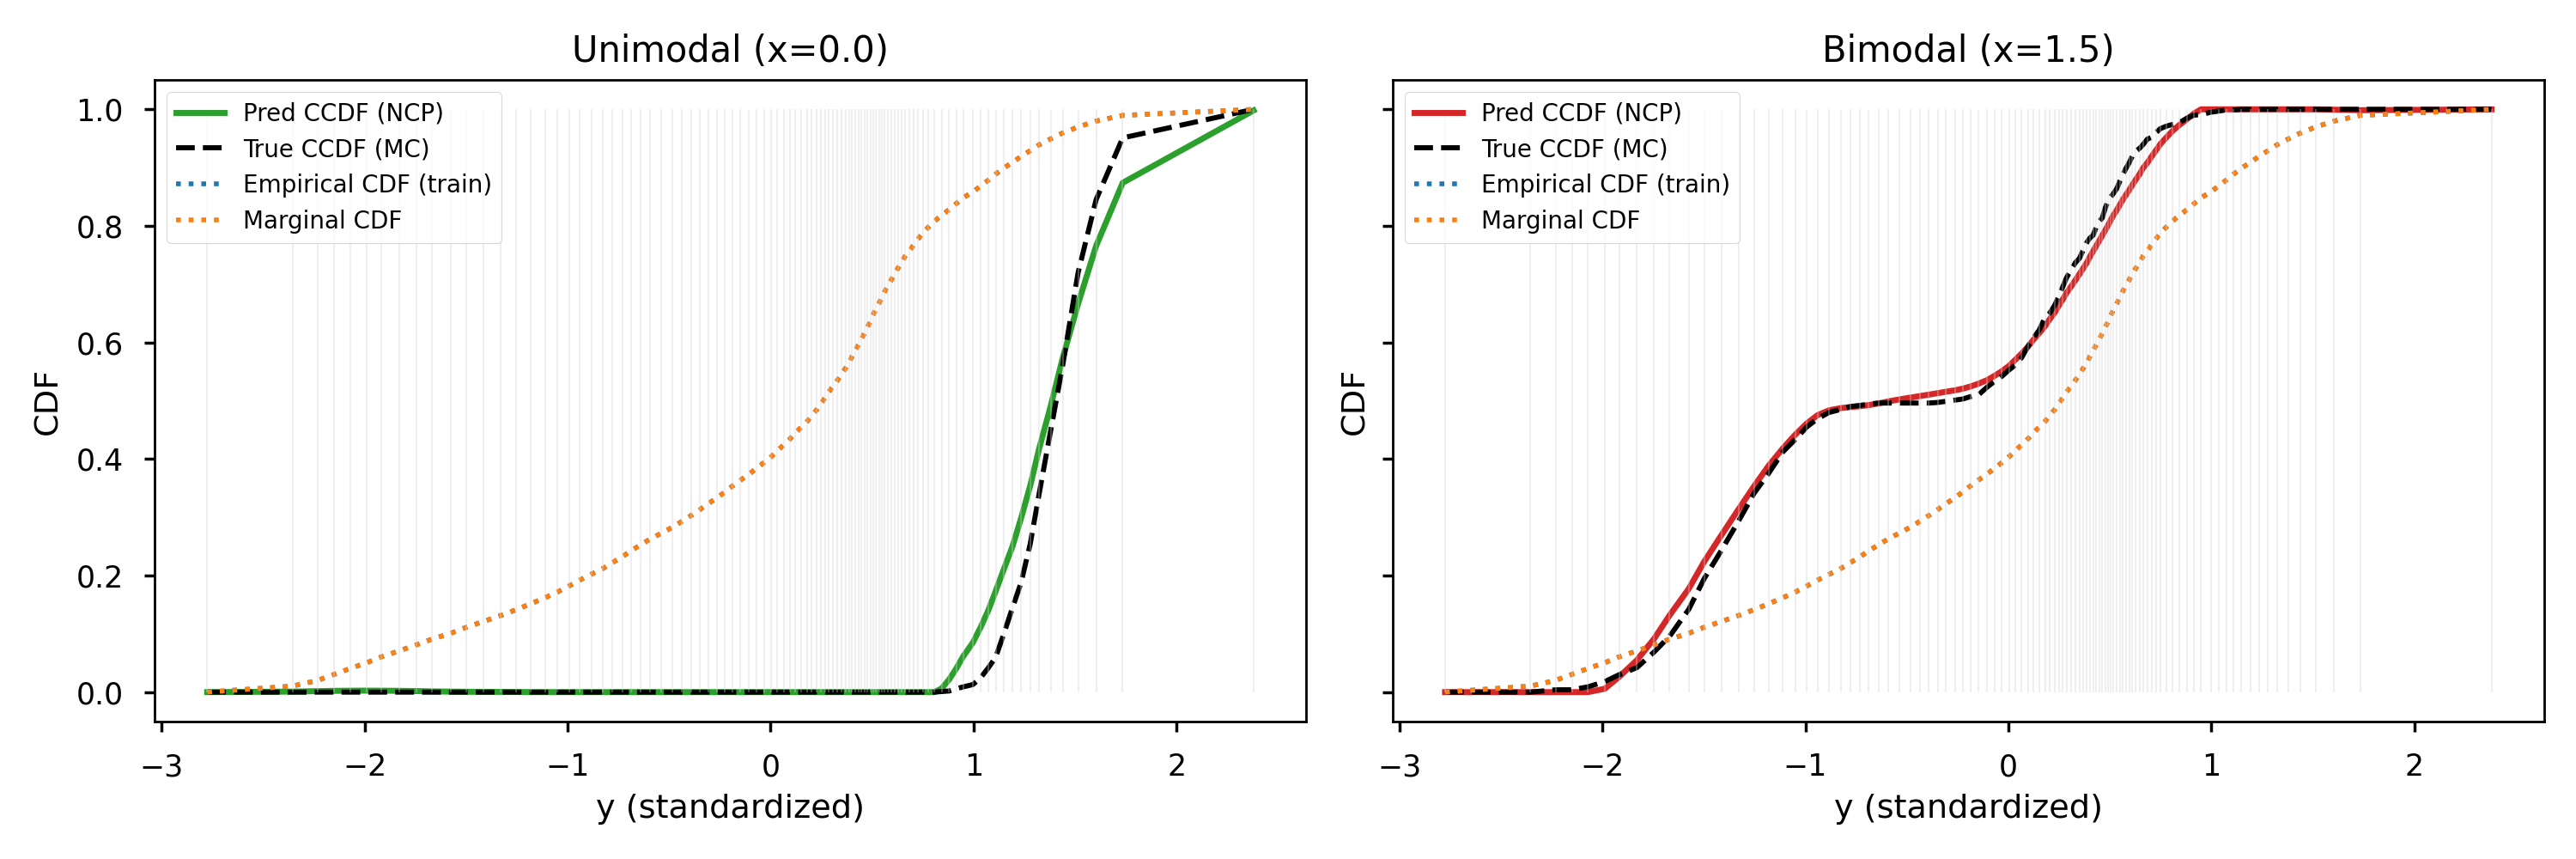 Unimodal (x=0.0)
Pred CCDF (NCP)
True CCDF (MC)
Empirical CDF (train)
Marginal CDF
1.0
0.8
0.6
0.4
0.2
0.0
CDF
−3
−2
−1
0
1
2
y (standardized)
Bimodal (x=1.5)
Pred CCDF (NCP)
True CCDF (MC)
Empirical CDF (train)
Marginal CDF
CDF
−3
−2
−1
0
1
2
y (standardized)